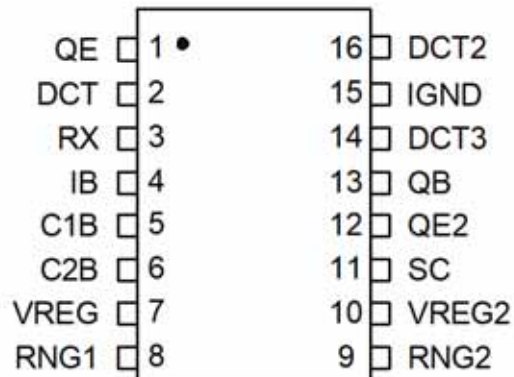 QE 1 16 DCT2
DCT 2 15 IGND
RX 3 14 DCT3
IB 4 13 QB
C1B 5 12 QE2
C2B 6 11 SC
VREG 7 10 VREG2
RNG1 8 9 RNG2